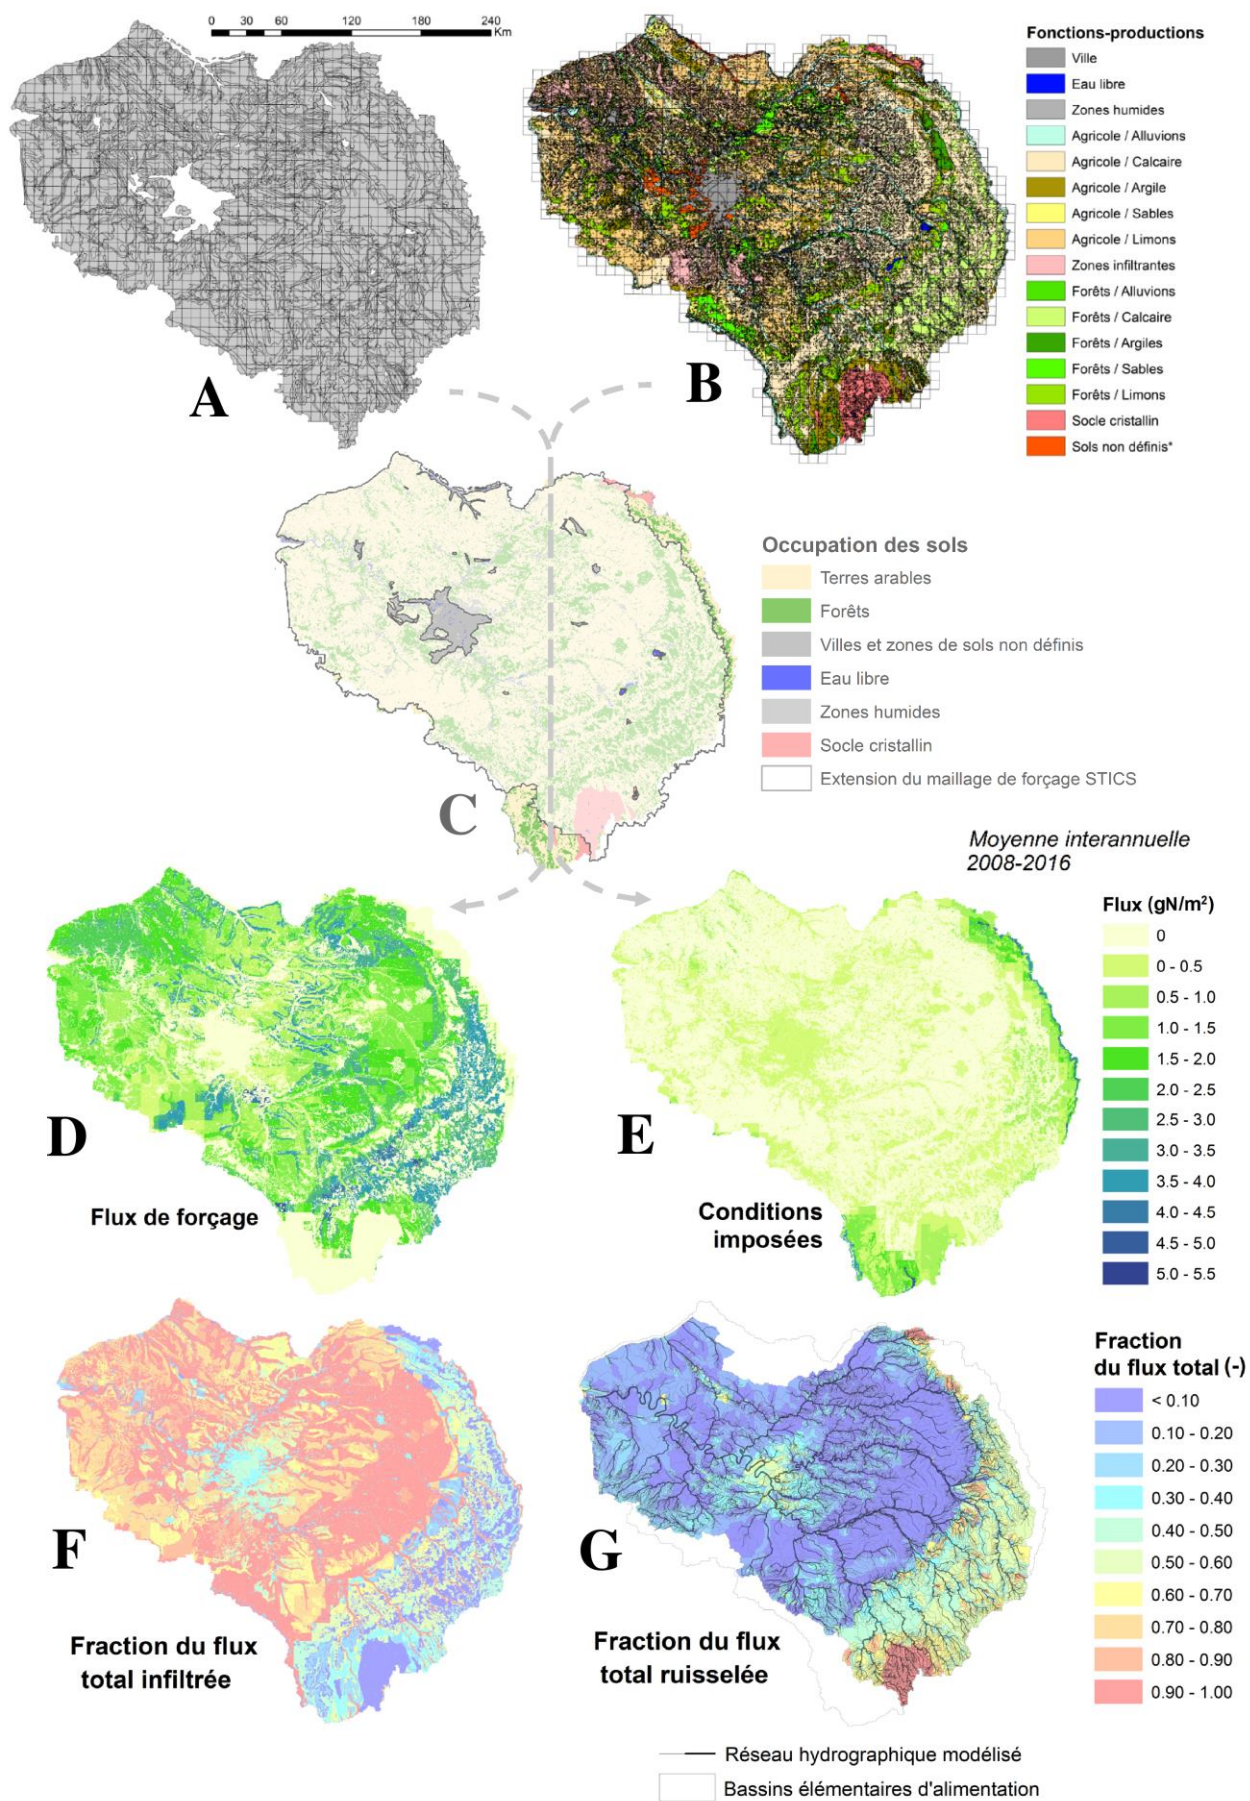 0 30 60 120 180 240
Km
Fonctions-productions
Ville
Eau libre
Zones humides
Agricole / Alluvions
Agricole / Calcaire
Agricole / Argile
Agricole / Sables
Agricole / Limons
Zones infiltrantes
Forêts / Alluvions
Forêts / Calcaire
Forêts / Argiles
Forêts / Sables
Forêts / Limons
Socle cristallin
Sols non définis*
A
B
Occupation des sols
Terres arables
Forêts
Villes et zones de sols non définis
Eau libre
Zones humides
Socle cristallin
Extension du maillage de forçage STICS
C
Moyenne interannuelle
2008-2016
Flux (gN/m²)
0
0 - 0.5
0.5 - 1.0
1.0 - 1.5
1.5 - 2.0
2.0 - 2.5
2.5 - 3.0
3.0 - 3.5
3.5 - 4.0
4.0 - 4.5
4.5 - 5.0
5.0 - 5.5
D
Flux de forçage
E
Conditions
imposées
Fraction
du flux total (-)
< 0.10
0.10 - 0.20
0.20 - 0.30
0.30 - 0.40
0.40 - 0.50
0.50 - 0.60
0.60 - 0.70
0.70 - 0.80
0.80 - 0.90
0.90 - 1.00
F
Fraction du flux
total infiltrée
G
Fraction du flux
total ruisselée
Réseau hydrographique modélisé
Bassins élémentaires d'alimentation